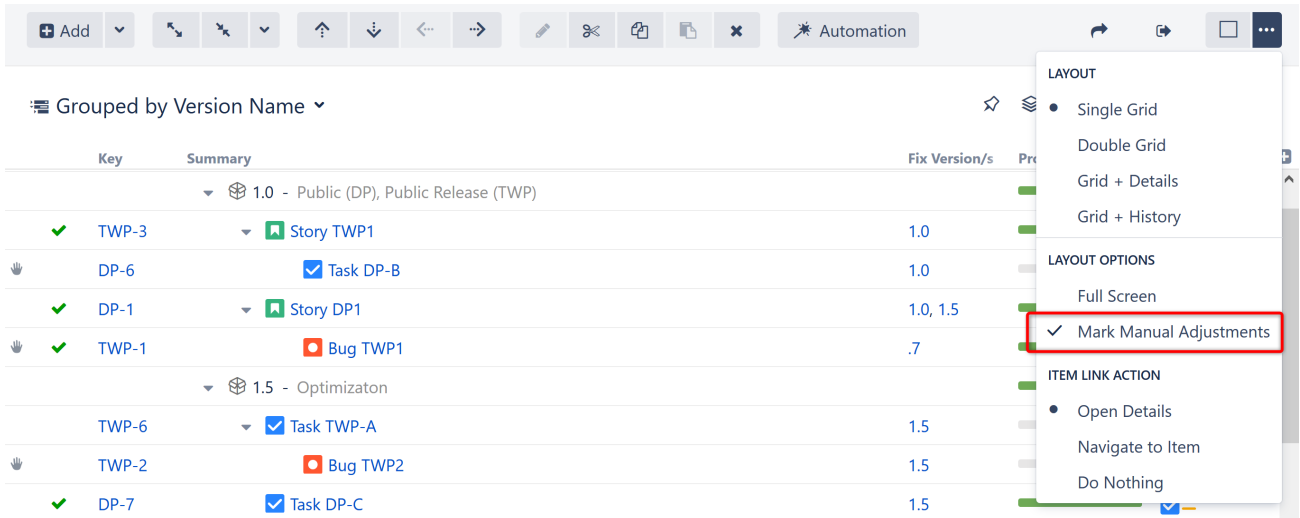 Add
Automation
LAYOUT
Single Grid
Double Grid
Grid + Details
Grid + History
LAYOUT OPTIONS
Full Screen
Mark Manual Adjustments
ITEM LINK ACTION
Open Details
Navigate to Item
Do Nothing
Grouped by Version Name
Key Summary Fix Version/s
1.0 - Public (DP), Public Release (TWP)
TWP-3 Story TWP1 1.0
DP-6 Task DP-B 1.0
DP-1 Story DP1 1.0, 1.5
TWP-1 Bug TWP1 .7
1.5 - Optimizaton
TWP-6 Task TWP-A 1.5
TWP-2 Bug TWP2 1.5
DP-7 Task DP-C 1.5